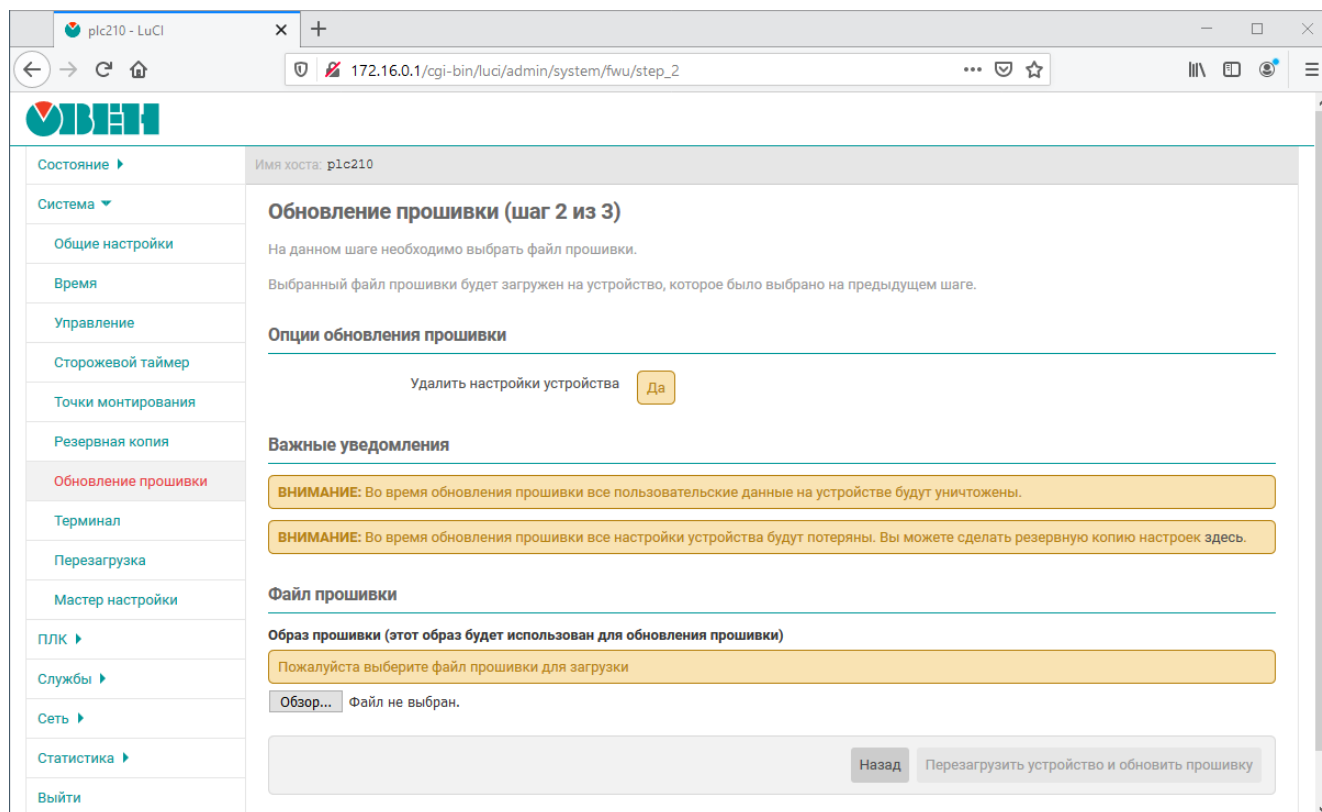 plc210 - LuCI
172.16.0.1/cgi-bin/luci/admin/system/fwu/step_2
ОВЕН
Состояние
Имя хоста: plc210
Система
Общие настройки
Время
Управление
Сторожевой таймер
Точки монтирования
Резервная копия
Обновление прошивки
Терминал
Перезагрузка
Мастер настройки
ПЛК
Службы
Сеть
Статистика
Выйти
Обновление прошивки (шаг 2 из 3)
На данном шаге необходимо выбрать файл прошивки.
Выбранный файл прошивки будет загружен на устройство, которое было выбрано на предыдущем шаге.
Опции обновления прошивки
Удалить настройки устройства Да
Важные уведомления
ВНИМАНИЕ: Во время обновления прошивки все пользовательские данные на устройстве будут уничтожены.
ВНИМАНИЕ: Во время обновления прошивки все настройки устройства будут потеряны. Вы можете сделать резервную копию настроек здесь.
Файл прошивки
Образ прошивки (этот образ будет использован для обновления прошивки)
Пожалуйста выберите файл прошивки для загрузки
Обзор... Файл не выбран.
Назад Перезагрузить устройство и обновить прошивку